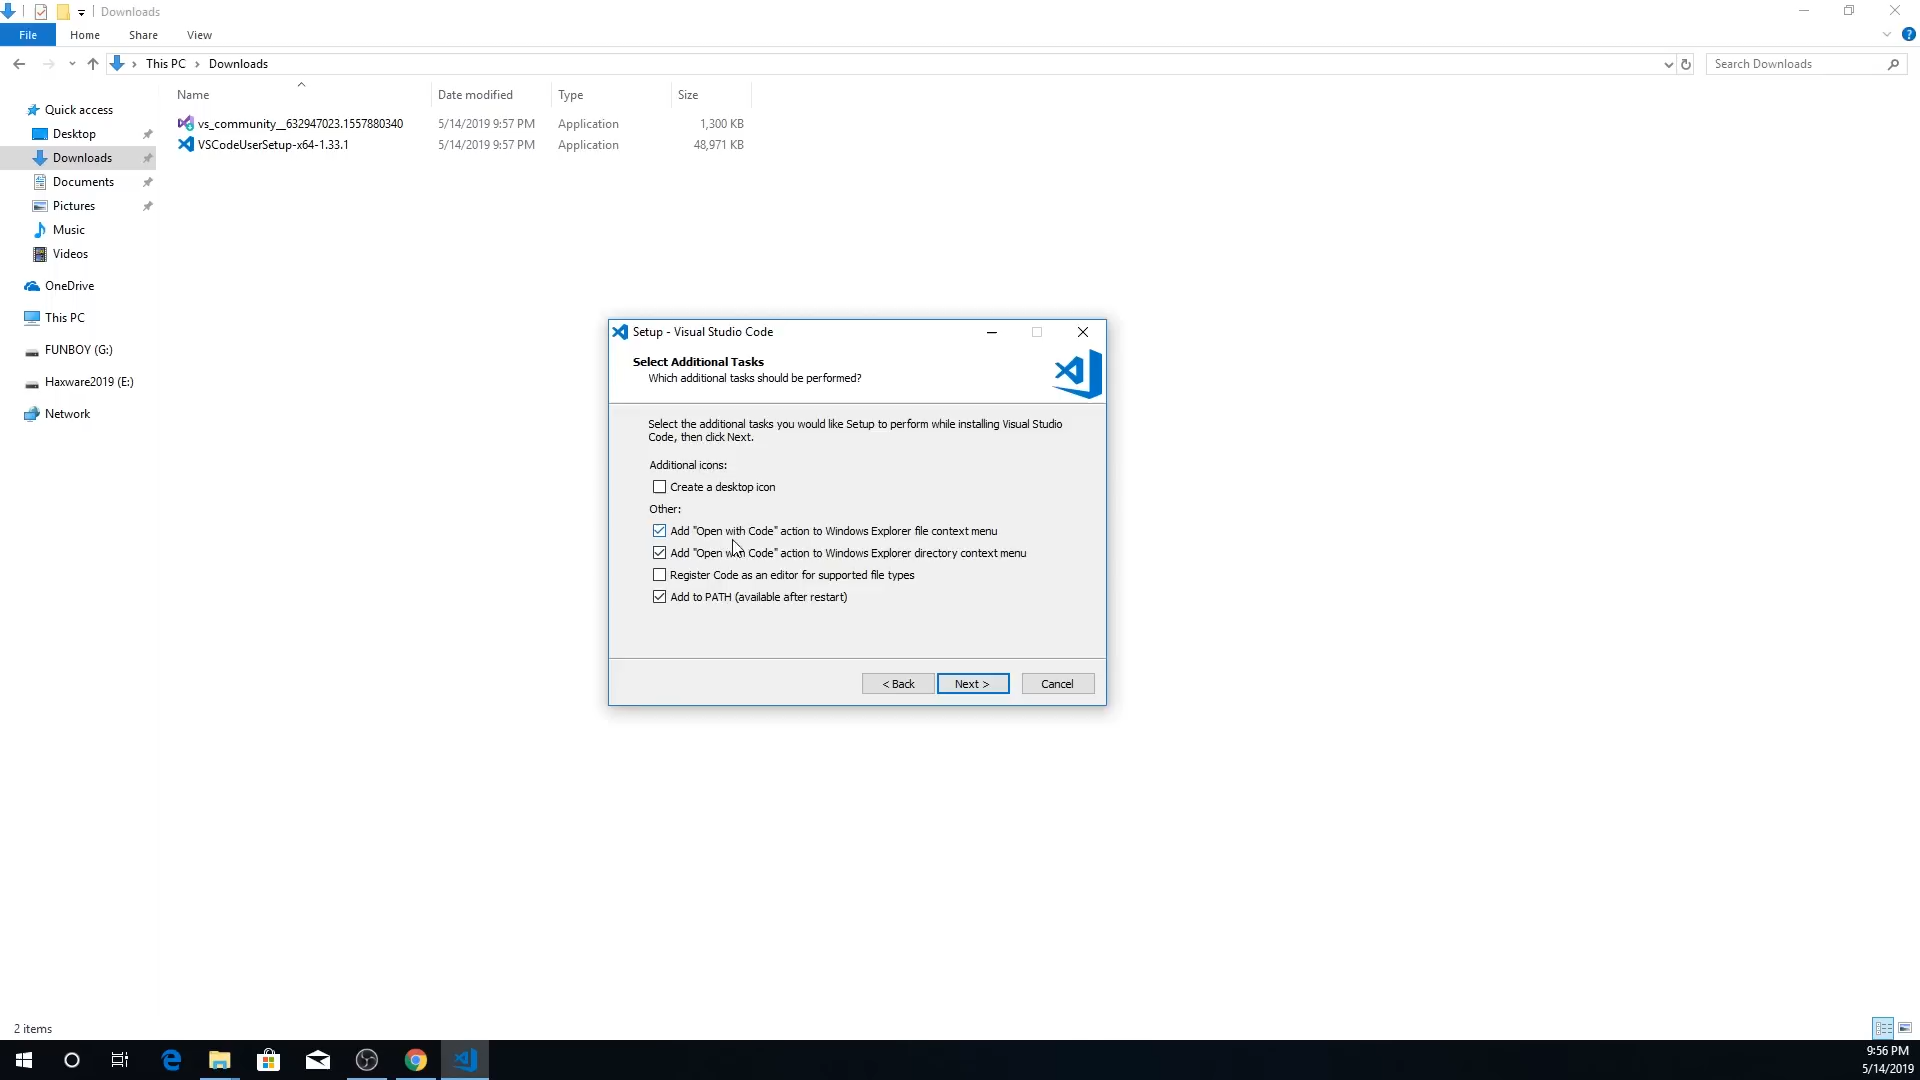 Downloads
File Home Share View
This PC Downloads
Search Downloads
Name Date modified Type Size
vs_community__632947023.1557880340 5/14/2019 9:57 PM Application 1,300 KB
VSCodeUserSetup-x64-1.33.1 5/14/2019 9:57 PM Application 48,971 KB
Quick access
Desktop
Downloads
Documents
Pictures
Music
Videos
OneDrive
This PC
FUNBOY (G:)
Haxware2019 (E:)
Network
Setup - Visual Studio Code
Select Additional Tasks
Which additional tasks should be performed?
Select the additional tasks you would like Setup to perform while installing Visual Studio
Code, then click Next.
Additional icons:
Create a desktop icon
Other:
Add "Open with Code" action to Windows Explorer file context menu
Add "Open with Code" action to Windows Explorer directory context menu
Register Code as an editor for supported file types
Add to PATH (available after restart)
< Back Next > Cancel
2 items
9:56 PM
5/14/2019